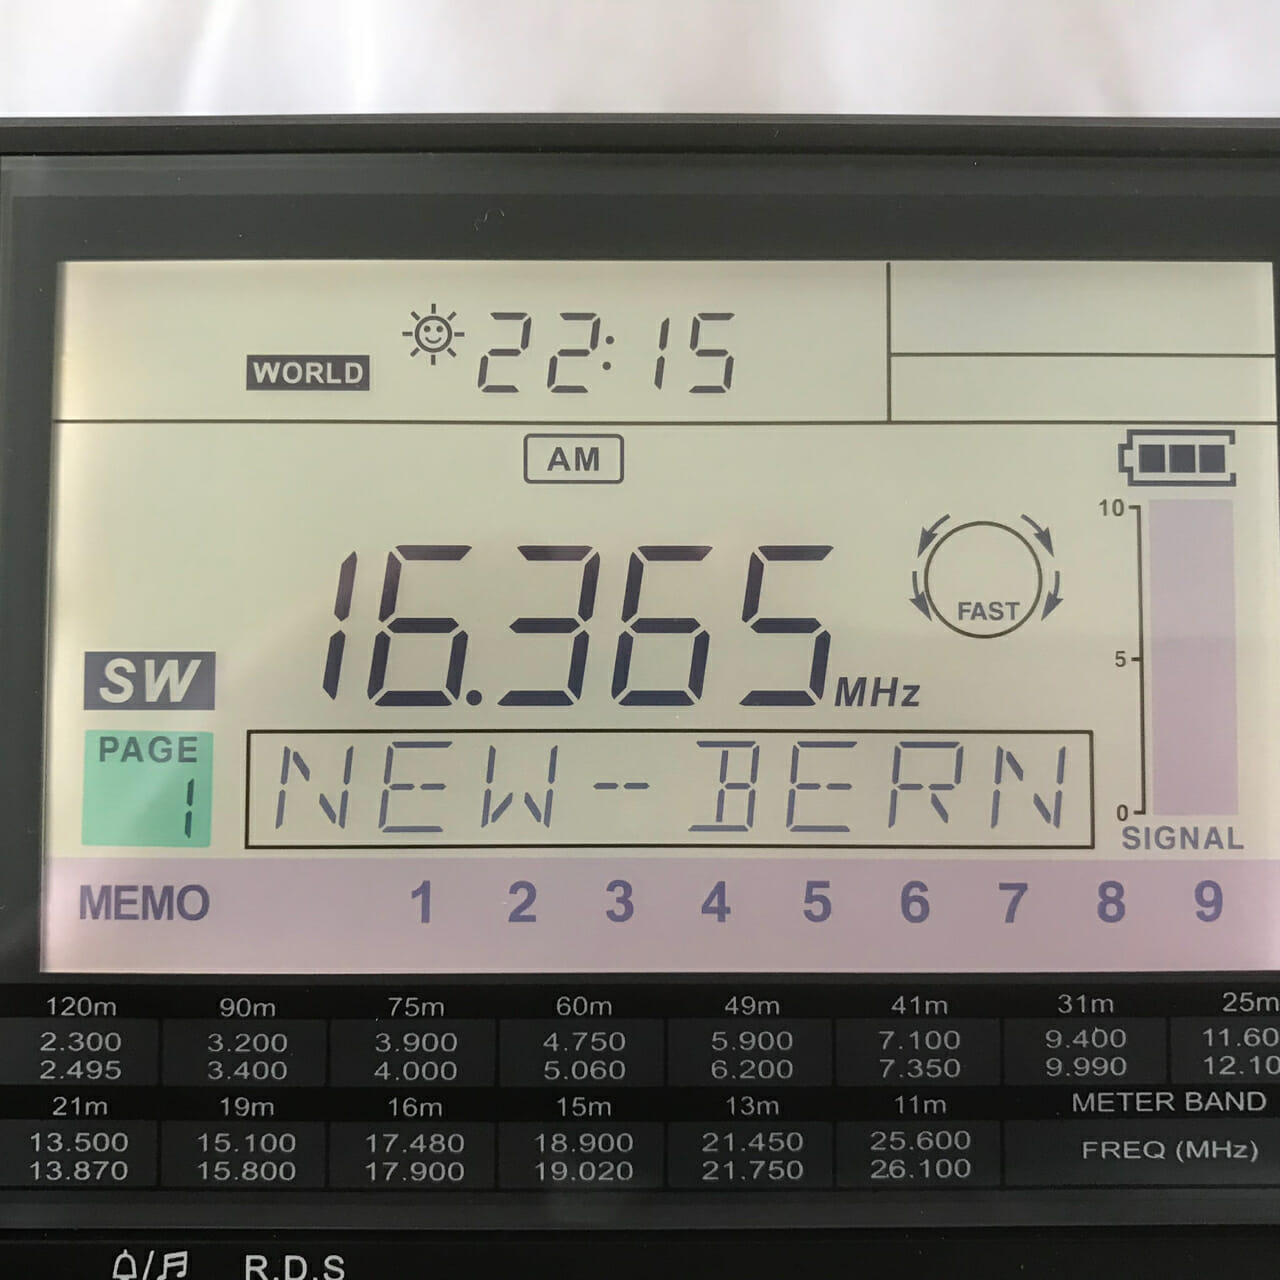 WORLD 22:15
AM
10
16.365 MHz
FAST
5
SW
PAGE
1
NEW--BERN
0
SIGNAL
MEMO 1 2 3 4 5 6 7 8 9
120m 90m 75m 60m 49m 41m 31m 25m
2.300 3.200 3.900 4.750 5.900 7.100 9.400 11.60
2.495 3.400 4.000 5.060 6.200 7.350 9.990 12.10
21m 19m 16m 15m 13m 11m METER BAND
13.500 15.100 17.480 18.900 21.450 25.600 FREQ (MHz)
13.870 15.800 17.900 19.020 21.750 26.100
R.D.S